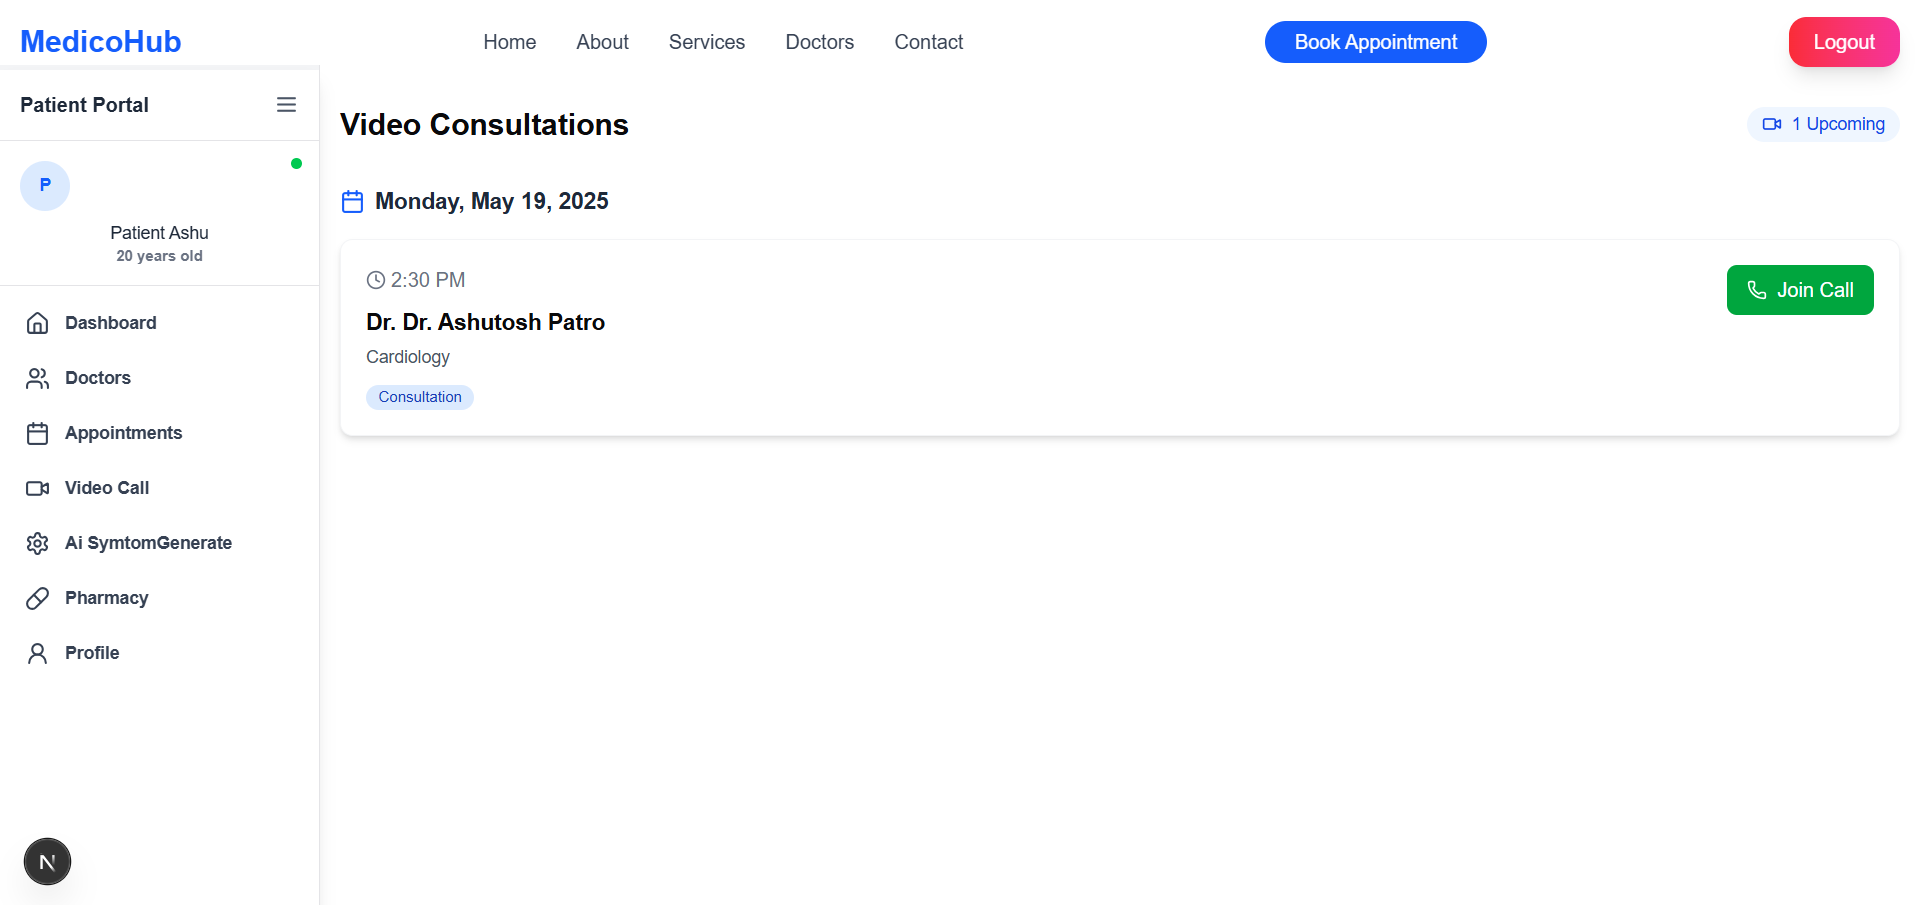 MedicoHub
Home About Services Doctors Contact
Book Appointment
Logout
Patient Portal
P
Patient Ashu
20 years old
Dashboard
Doctors
Appointments
Video Call
Ai SymtomGenerate
Pharmacy
Profile
N
Video Consultations
1 Upcoming
Monday, May 19, 2025
2:30 PM
Dr. Dr. Ashutosh Patro
Cardiology
Consultation
Join Call